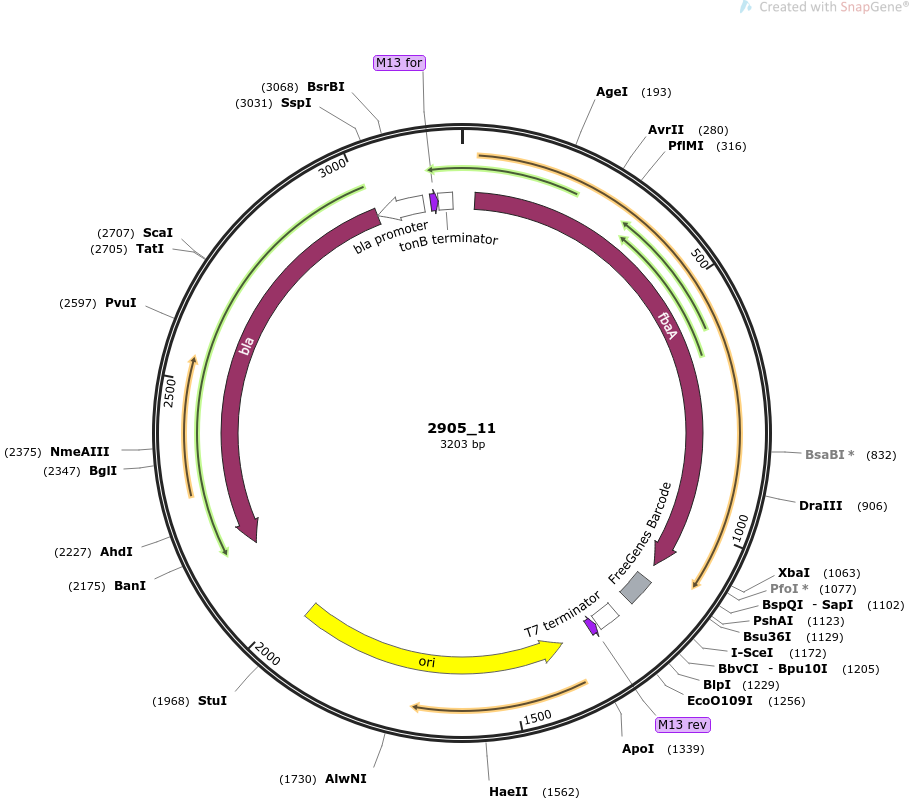 Created with SnapGene®
M13 for
(3068) BsrBI
(3031) SspI
AgeI (193)
AvrII (280)
PflMI (316)
3000
bla promoter
tonB terminator
(2707) ScaI
(2705) TatI
500
(2597) PvuI
fbaA
bla
2500
2905_11
3203 bp
(2375) NmeAIII
(2347) BglI
BsaBI * (832)
DraIII (906)
FreeGenes Barcode
1000
(2227) AhdI
(2175) BanI
XbaI (1063)
PfoI * (1077)
BspQI - SapI (1102)
PshAI (1123)
Bsu36I (1129)
T7 terminator
I-SceI (1172)
ori
2000
BbvCI - Bpu10I (1205)
BlpI (1229)
EcoO109I (1256)
(1968) StuI
1500
M13 rev
ApoI (1339)
(1730) AlwNI
HaeII (1562)